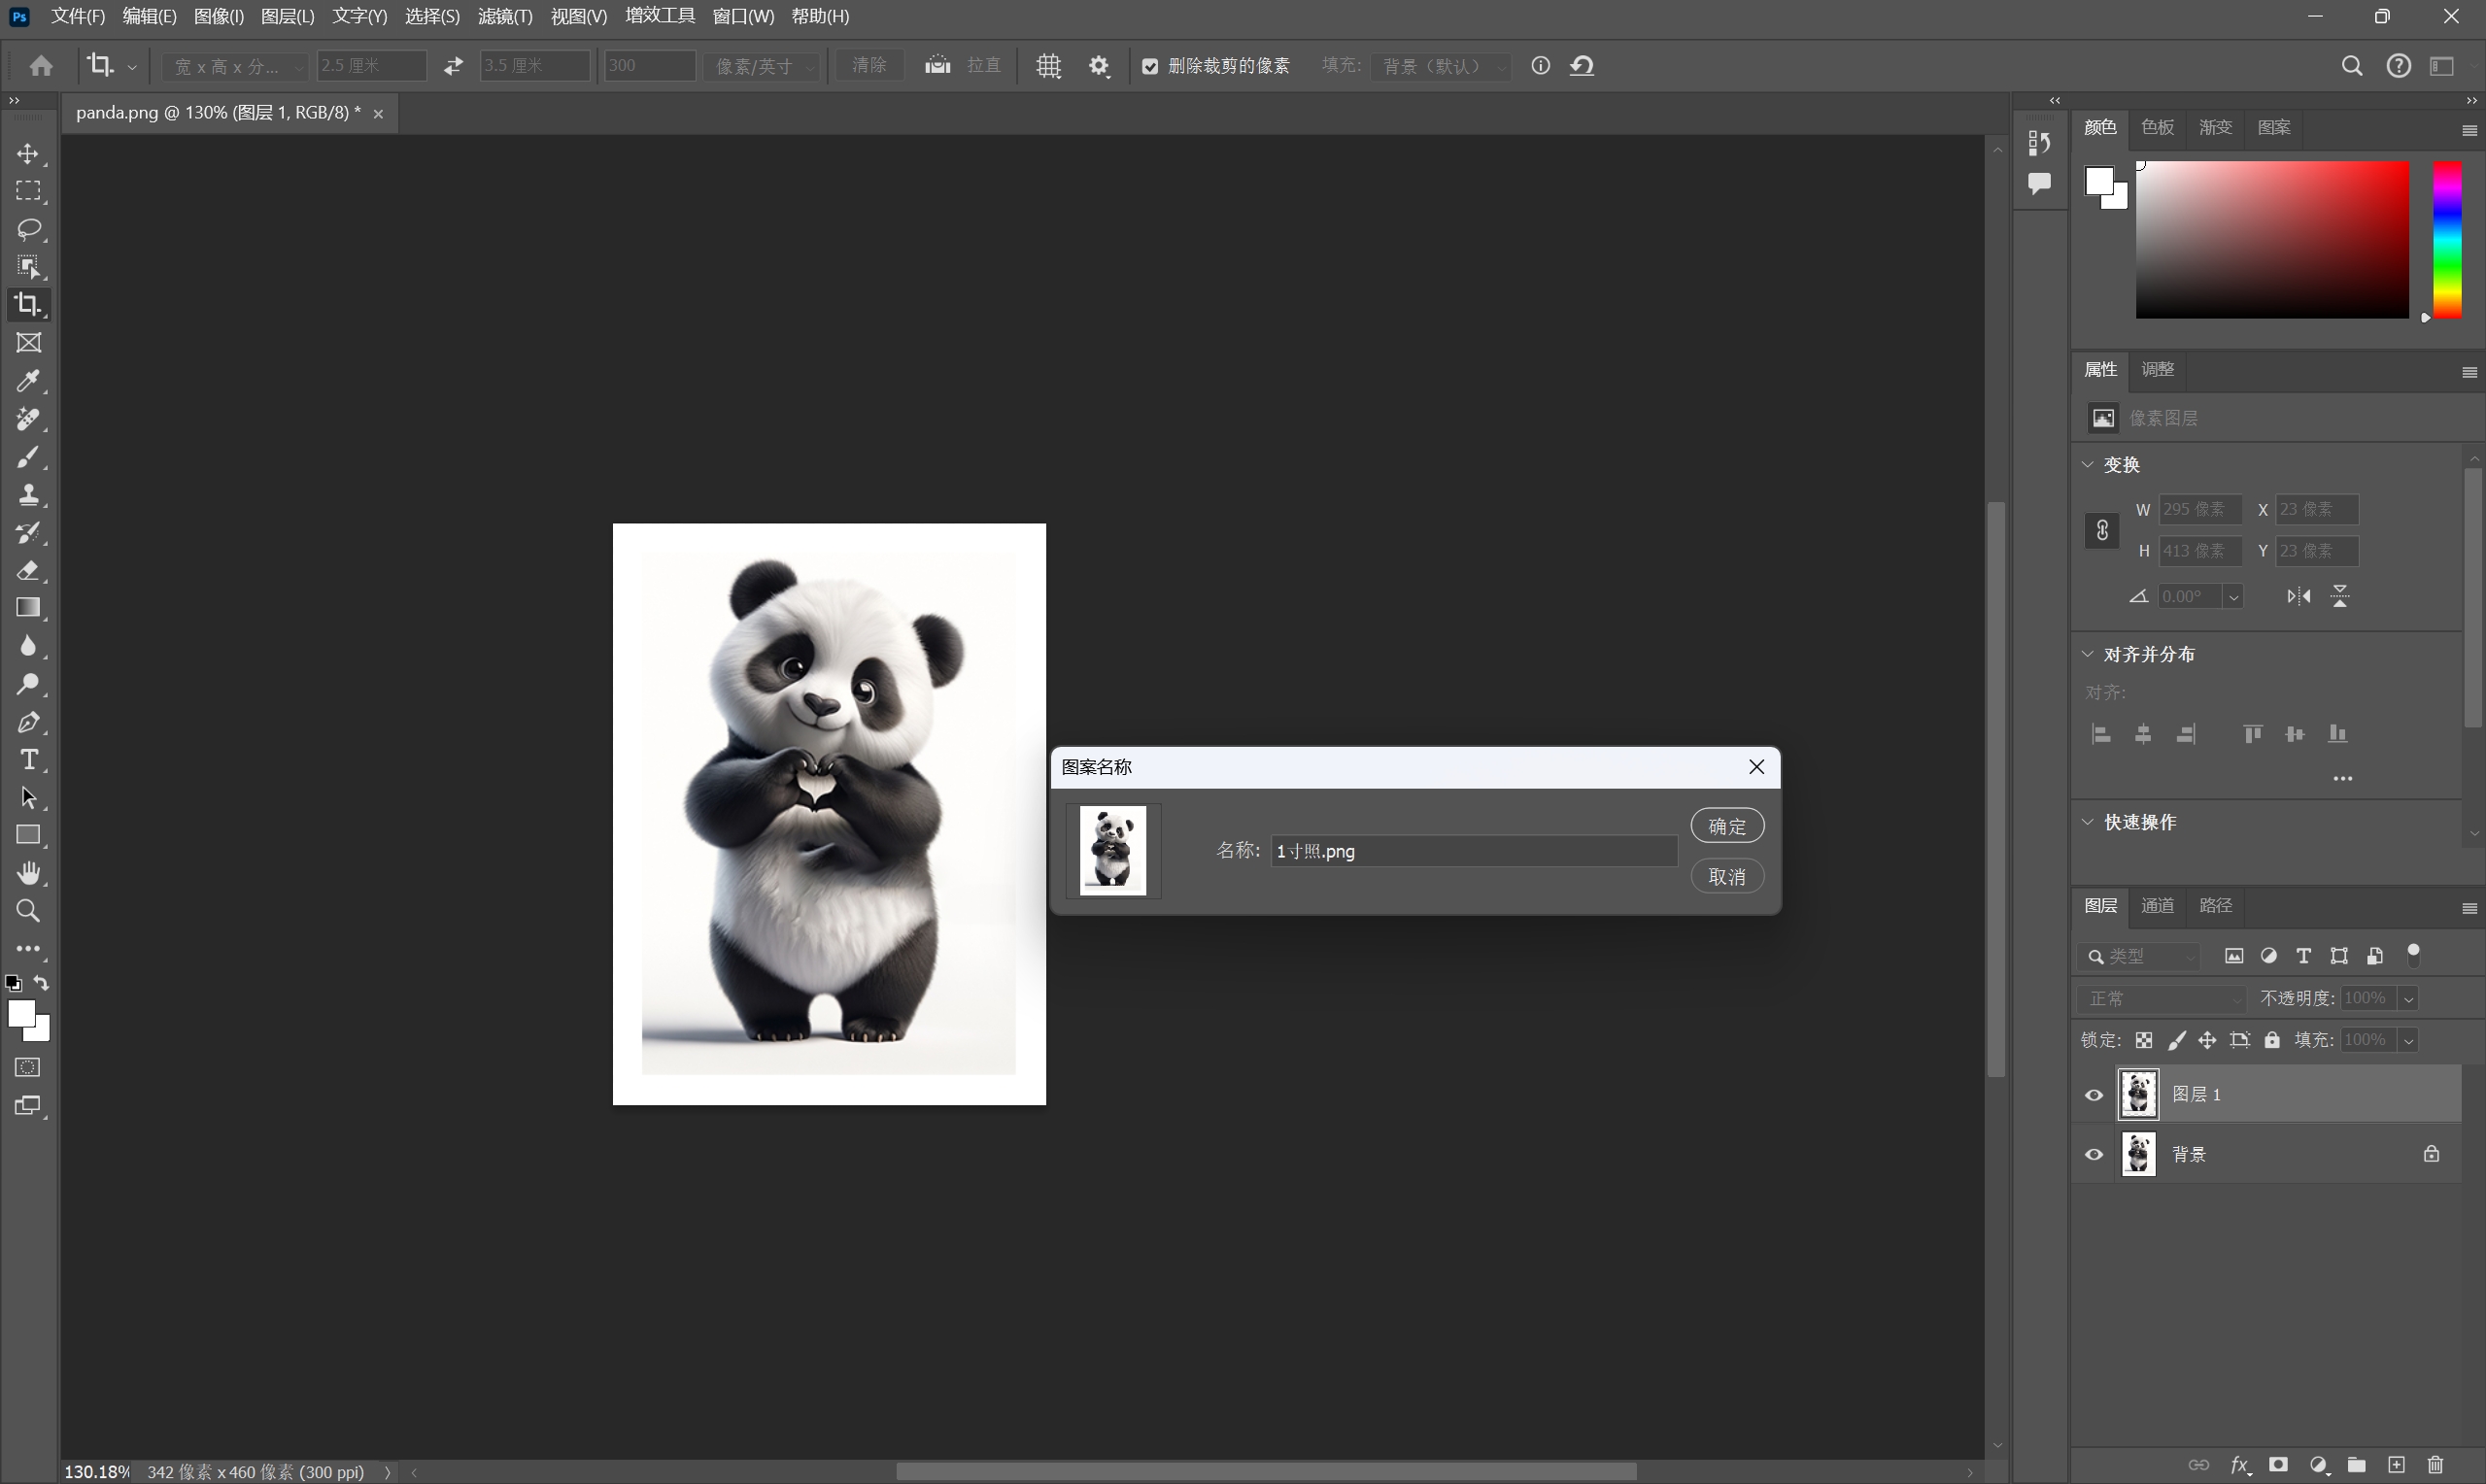 Ps 文件(F) 编辑(E) 图像(I) 图层(L) 文字(Y) 选择(S) 滤镜(T) 视图(V) 增效工具 窗口(W) 帮助(H)
宽 x 高 x 分... 2.5 厘米 3.5 厘米 300 像素/英寸 清除 拉直 删除裁剪的像素 填充: 背景（默认）
panda.png @ 130% (图层 1, RGB/8) *
颜色 色板 渐变 图案
属性 调整
像素图层
变换
W 295 像素 X 23 像素
H 413 像素 Y 23 像素
0.00°
对齐并分布
对齐:
快速操作
图案名称
名称: 1寸照.png
确定
取消
图层 通道 路径
类型
正常 不透明度: 100%
锁定: 填充: 100%
图层 1
背景
130.18% 342 像素 x 460 像素 (300 ppi)
fx